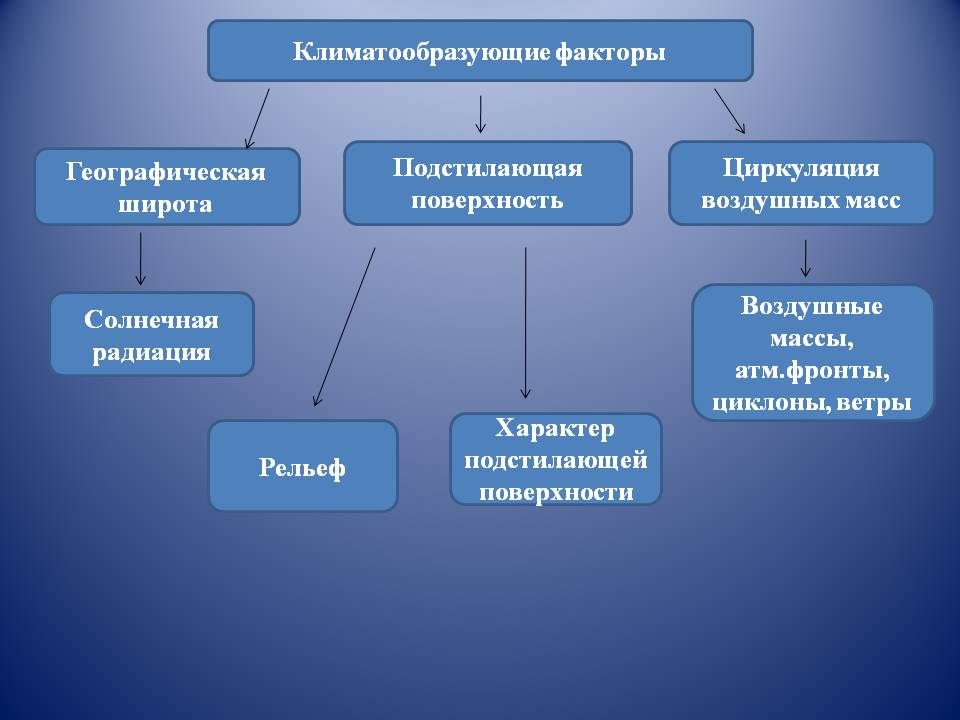 Климатообразующие факторы
Географическая
широта
Подстилающая
поверхность
Циркуляция
воздушных масс
Солнечная
радиация
Воздушные
массы,
атм.фронты,
циклоны, ветры
Рельеф
Характер
подстилающей
поверхности